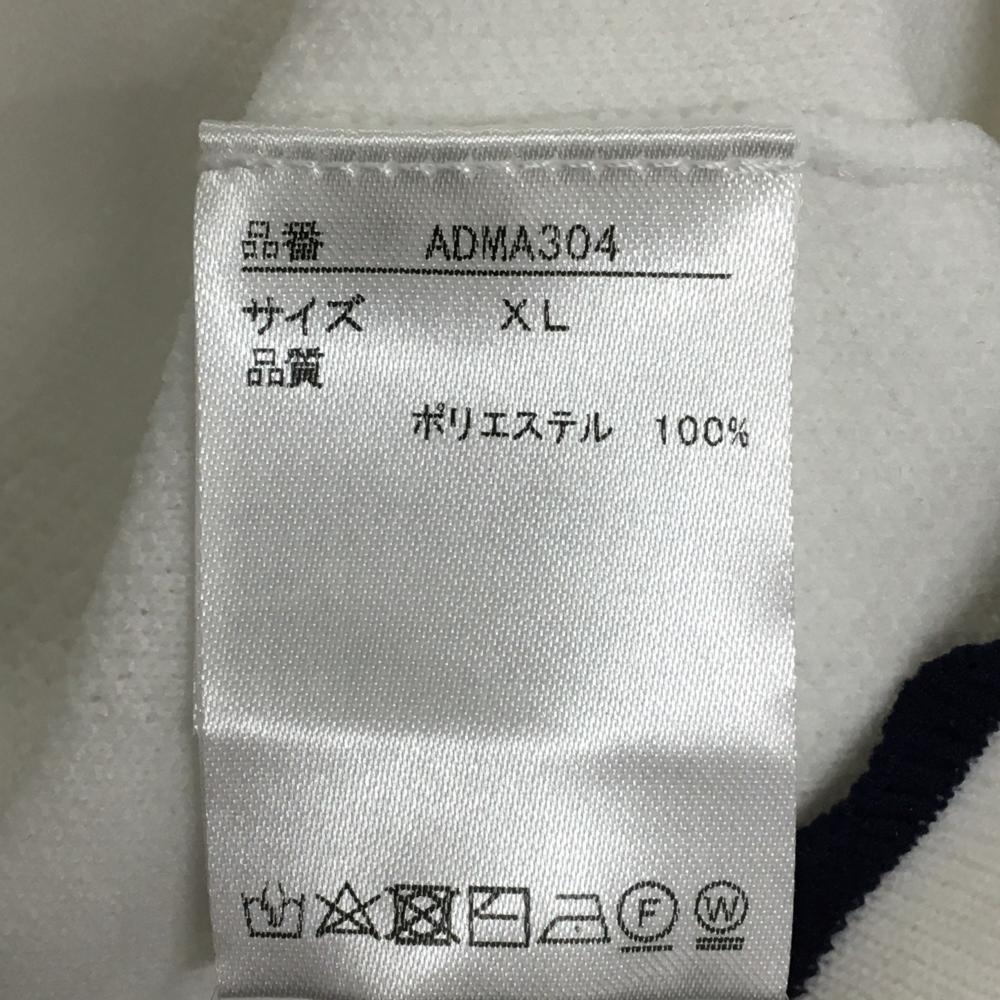 品番 ADMA304
サイズ XL
品質
ポリエステル 100%
F W